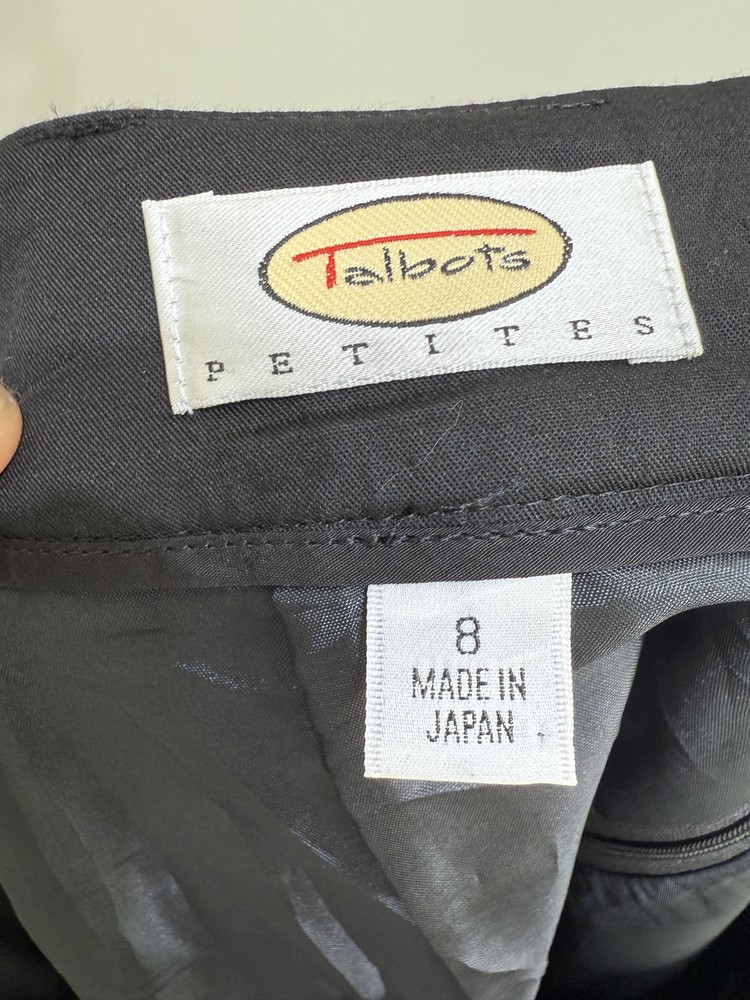 Talbots
PETITES
8
MADE IN
JAPAN